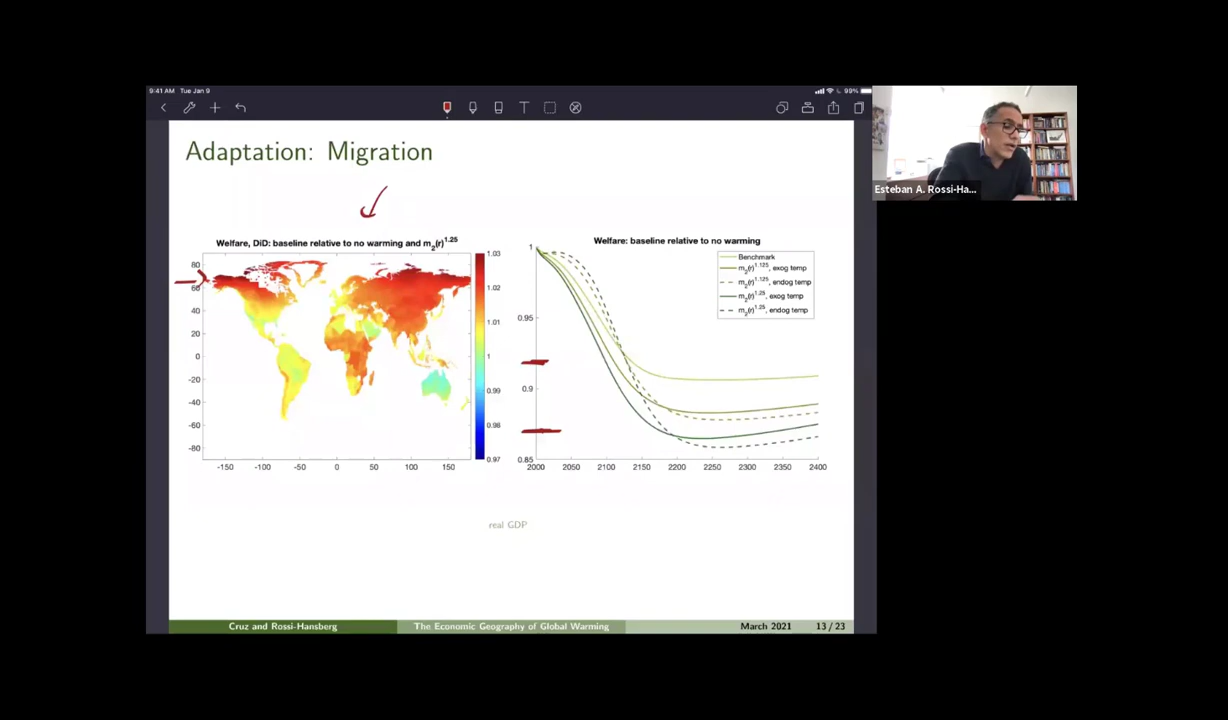 9:41 AM Tue Jan 9
99%
T
Esteban A. Rossi-Ha...
Adaptation: Migration
Welfare, DiD: baseline relative to no warming and m₂(r)¹·²⁵
80
60
40
20
0
-20
-40
-60
-80
-150 -100 -50 0 50 100 150
1.03
1.02
1.01
1
0.99
0.98
0.97
Welfare: baseline relative to no warming
1
0.95
0.9
0.85
2000 2050 2100 2150 2200 2250 2300 2350 2400
Benchmark
m₂(r)¹·¹²⁵, exog temp
m₂(r)¹·¹²⁵, endog temp
m₂(r)¹·²⁵, exog temp
m₂(r)¹·²⁵, endog temp
real GDP
Cruz and Rossi-Hansberg The Economic Geography of Global Warming March 2021 13 / 23